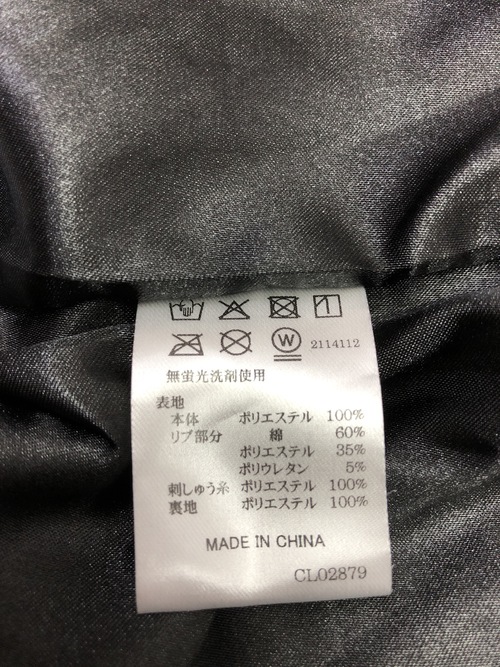 W 2114112
無蛍光洗剤使用
表地
本体 ポリエステル 100%
リブ部分 綿 60%
ポリエステル 35%
ポリウレタン 5%
刺しゅう糸 ポリエステル 100%
裏地 ポリエステル 100%
MADE IN CHINA
CL02879